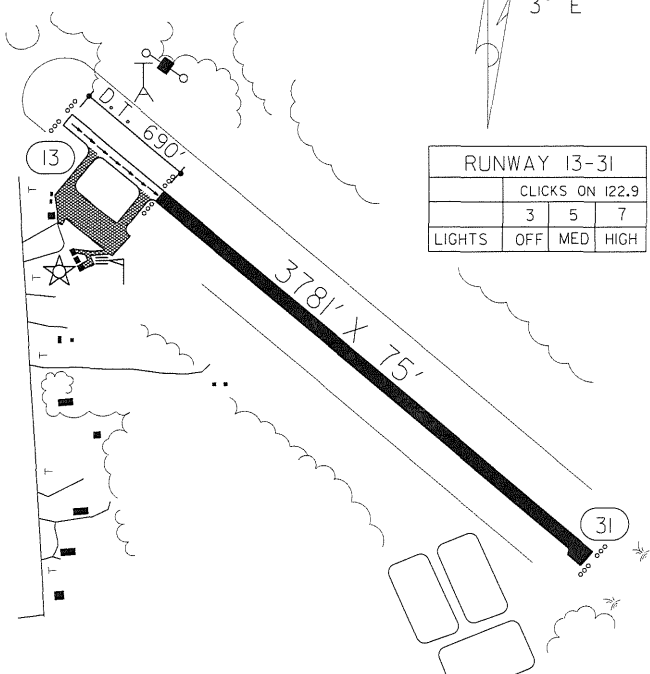 3° E
D.T. 690'
13
RUNWAY 13-31
CLICKS ON 122.9
3 5 7
LIGHTS OFF MED HIGH
T
T
3781' X 75'
T
T
31
T